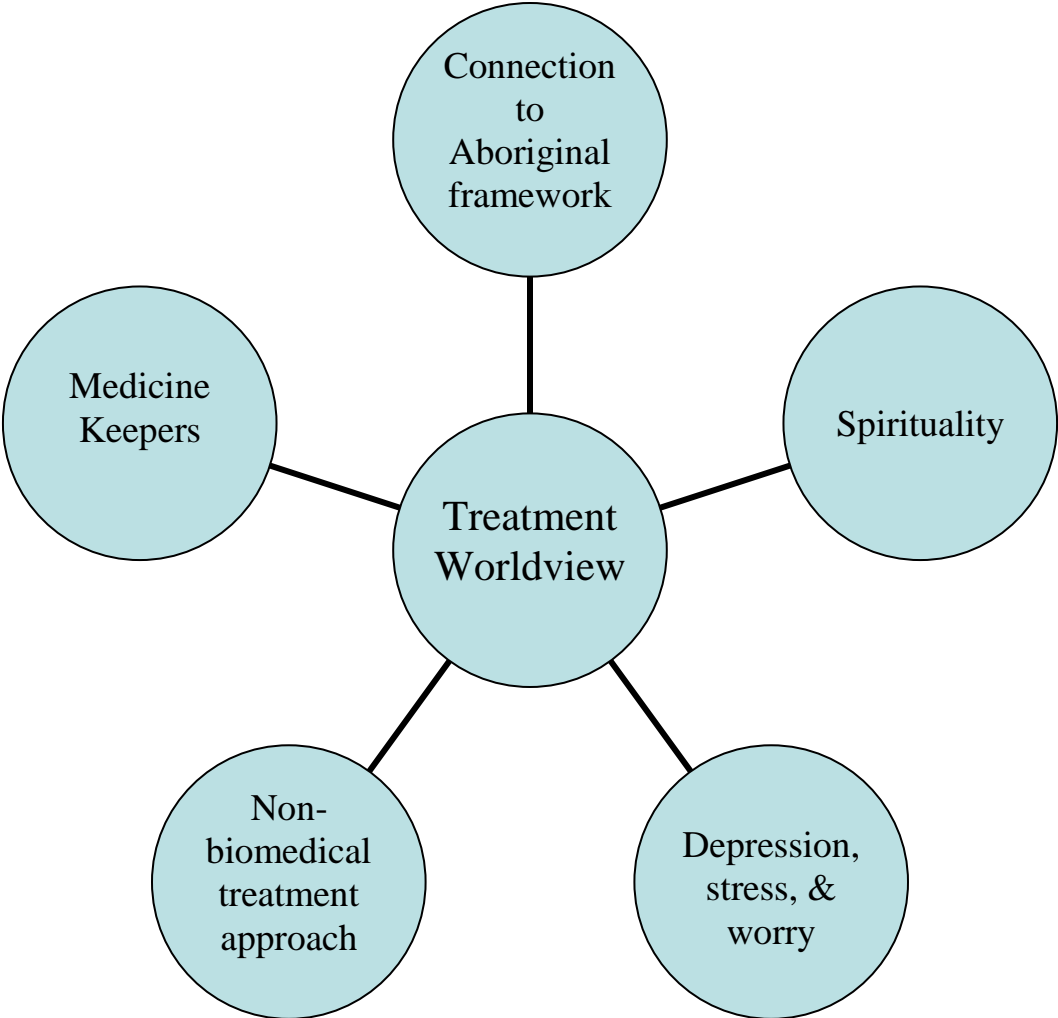 Connection
to
Aboriginal
framework
Medicine
Keepers
Spirituality
Treatment
Worldview
Non-
biomedical
treatment
approach
Depression,
stress, &
worry